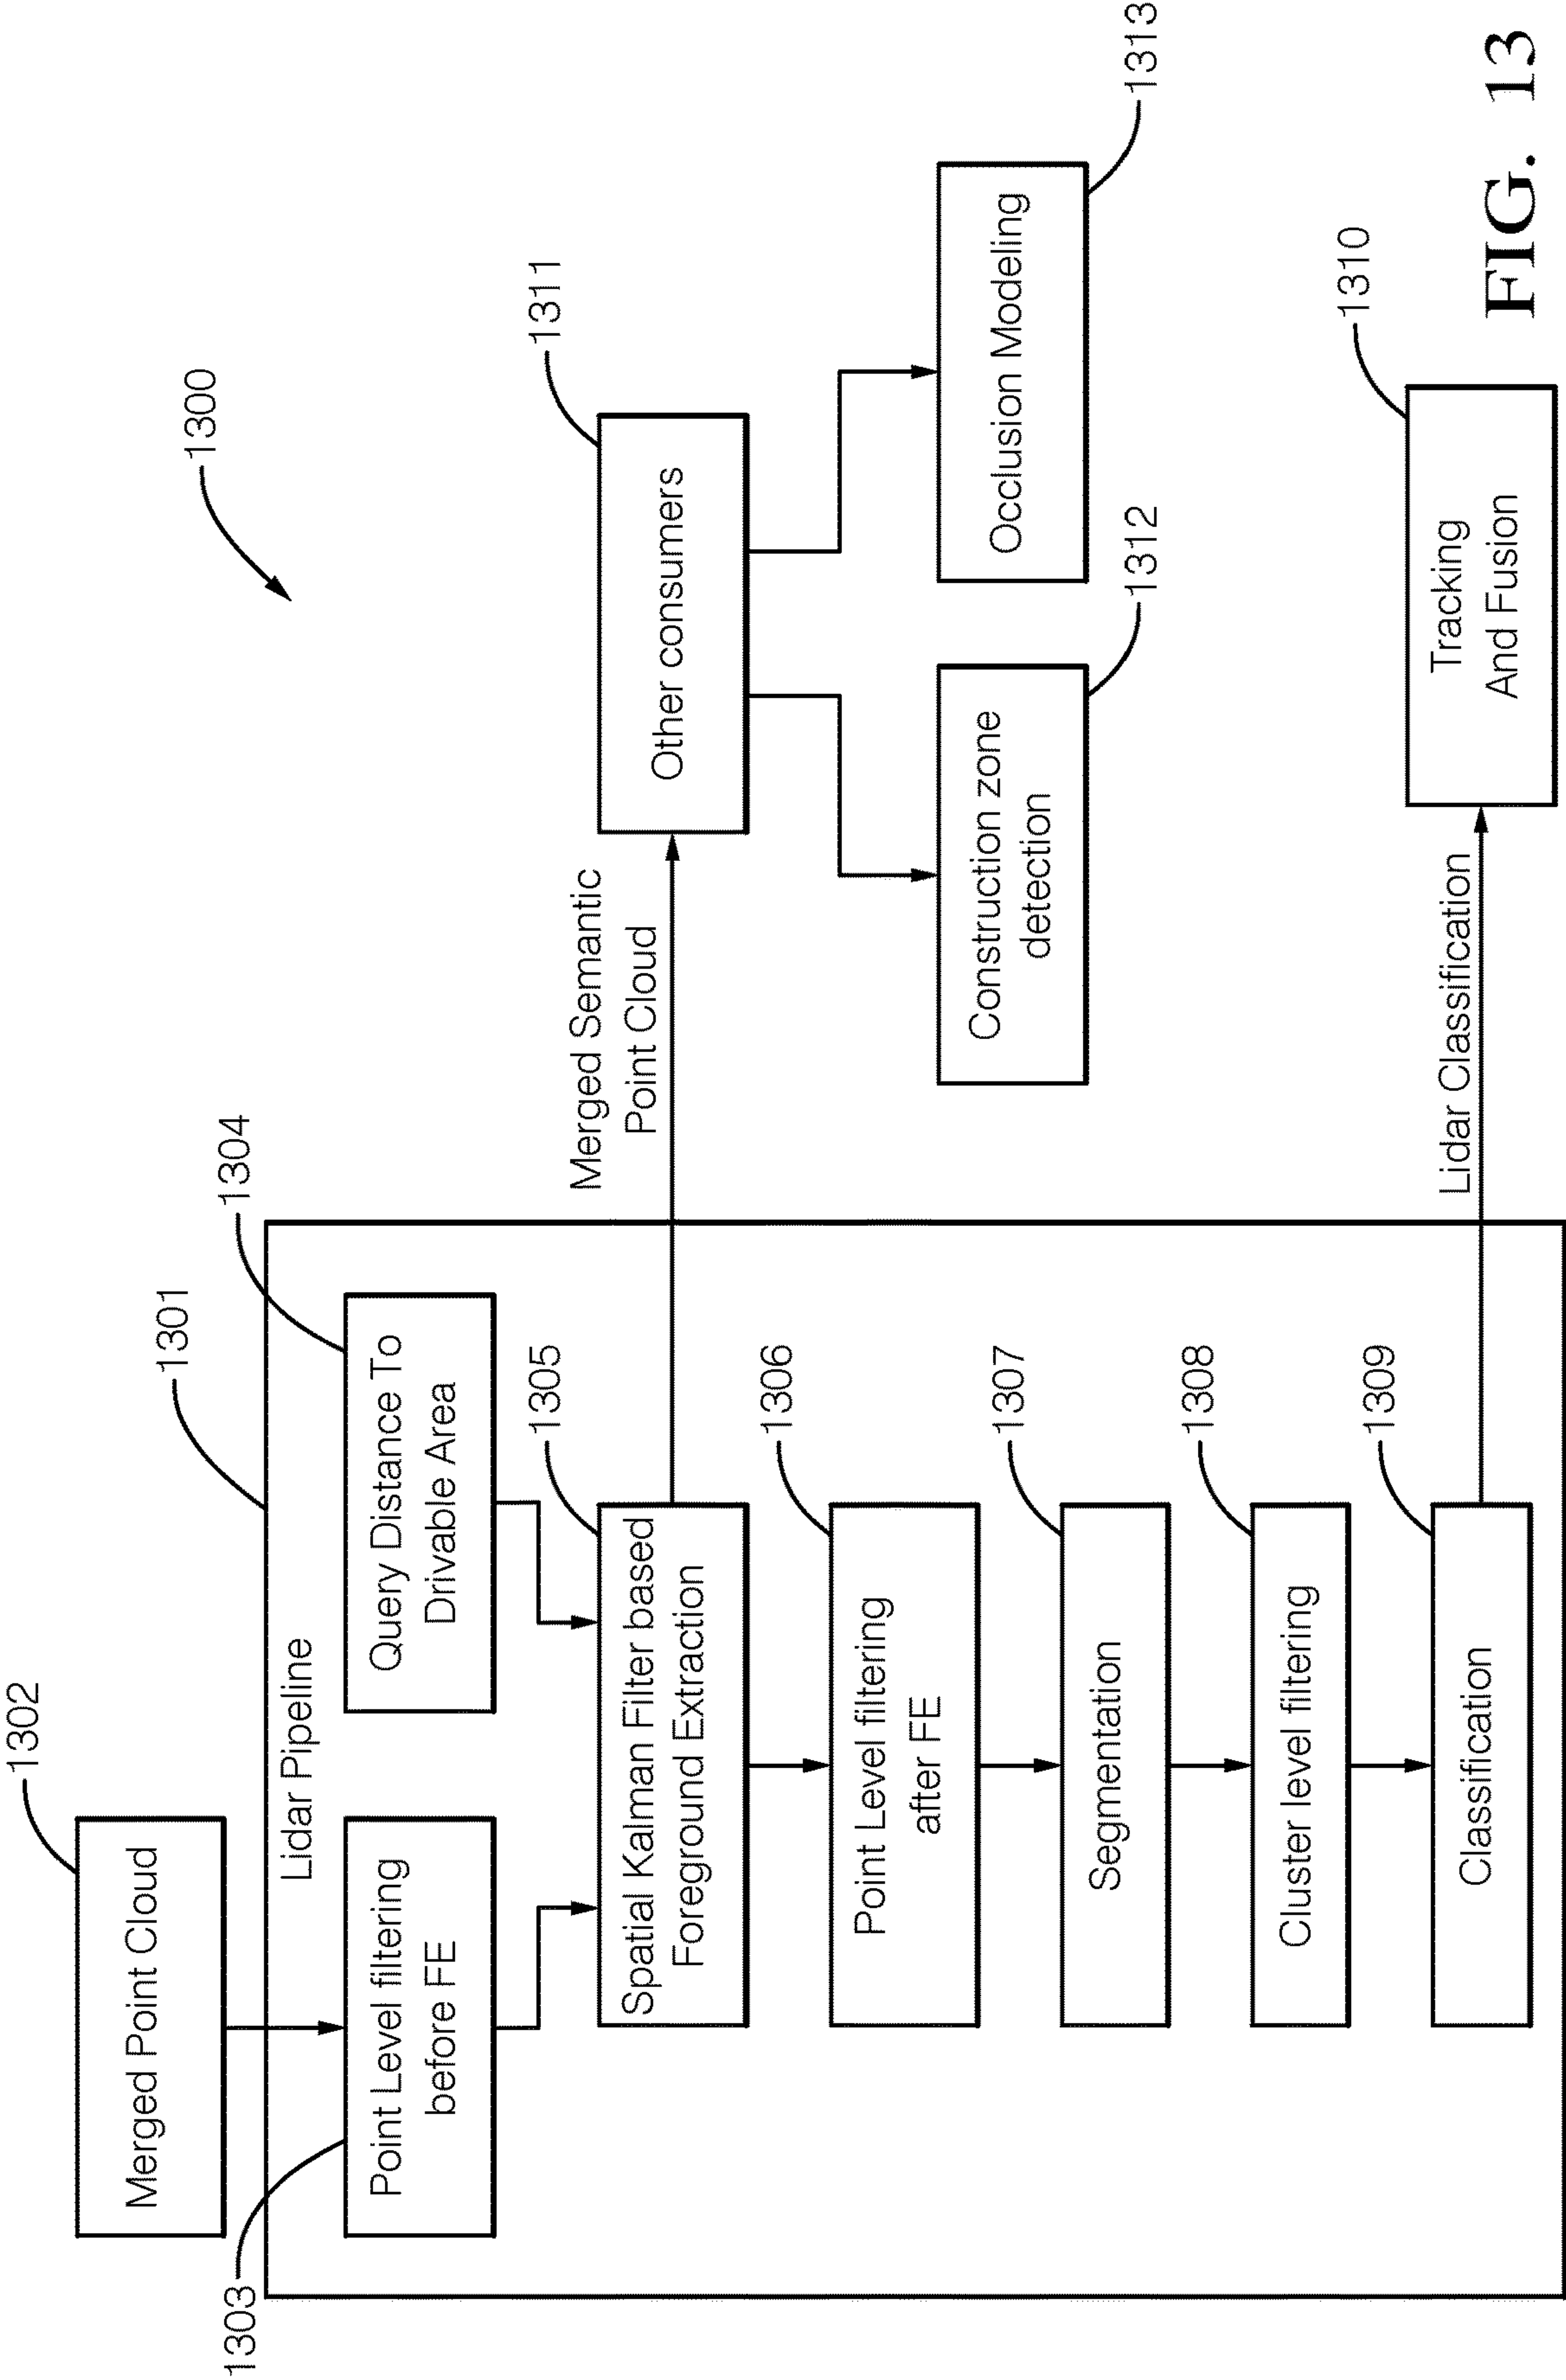 1300
1302
Merged Point Cloud
1301
Lidar Pipeline
1303
Point Level filtering
before FE
1304
Query Distance To
Drivable Area
1305
Spatial Kalman Filter based
Foreground Extraction
Merged Semantic
Point Cloud
1311
Other consumers
1306
Point Level filtering
after FE
1312
Construction zone
detection
1313
Occlusion Modeling
1307
Segmentation
1308
Cluster level filtering
1309
Classification
Lidar Classification
1310
Tracking
And Fusion
FIG. 13